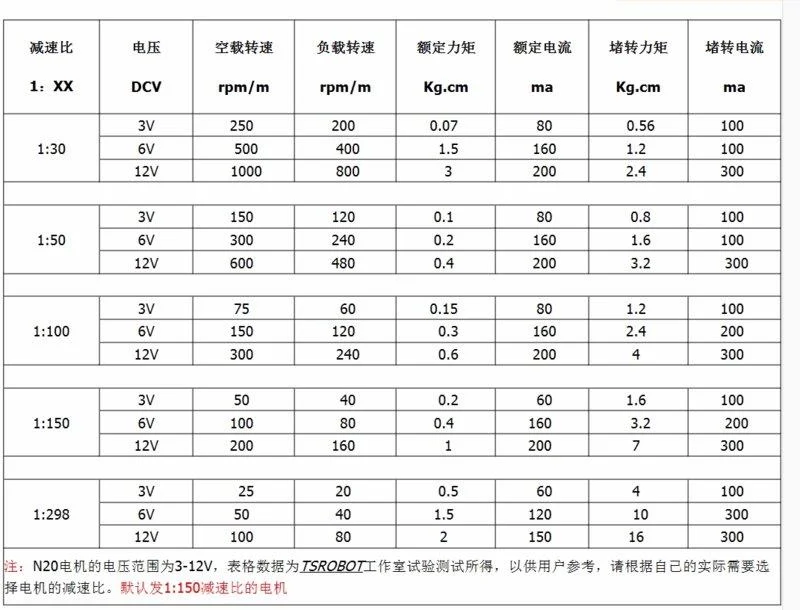 减速比 电压 空载转速 负载转速 额定力矩 额定电流 堵转力矩 堵转电流
1：XX DCV rpm/m rpm/m Kg.cm ma Kg.cm ma
3V 250 200 0.07 80 0.56 100
1:30 6V 500 400 1.5 160 1.2 100
12V 1000 800 3 200 2.4 300
3V 150 120 0.1 80 0.8 100
1:50 6V 300 240 0.2 160 1.6 100
12V 600 480 0.4 200 3.2 300
3V 75 60 0.15 80 1.2 100
1:100 6V 150 120 0.3 160 2.4 200
12V 300 240 0.6 200 4 300
3V 50 40 0.2 60 1.6 100
1:150 6V 100 80 0.4 160 3.2 200
12V 200 160 1 200 7 300
3V 25 20 0.5 60 4 100
1:298 6V 50 40 1.5 120 10 300
12V 100 80 2 150 16 300
注：N20电机的电压范围为3-12V，表格数据为TSROBOT工作室试验测试所得，以供用户参考，请根据自己的实际需要选
择电机的减速比。默认发1:150减速比的电机